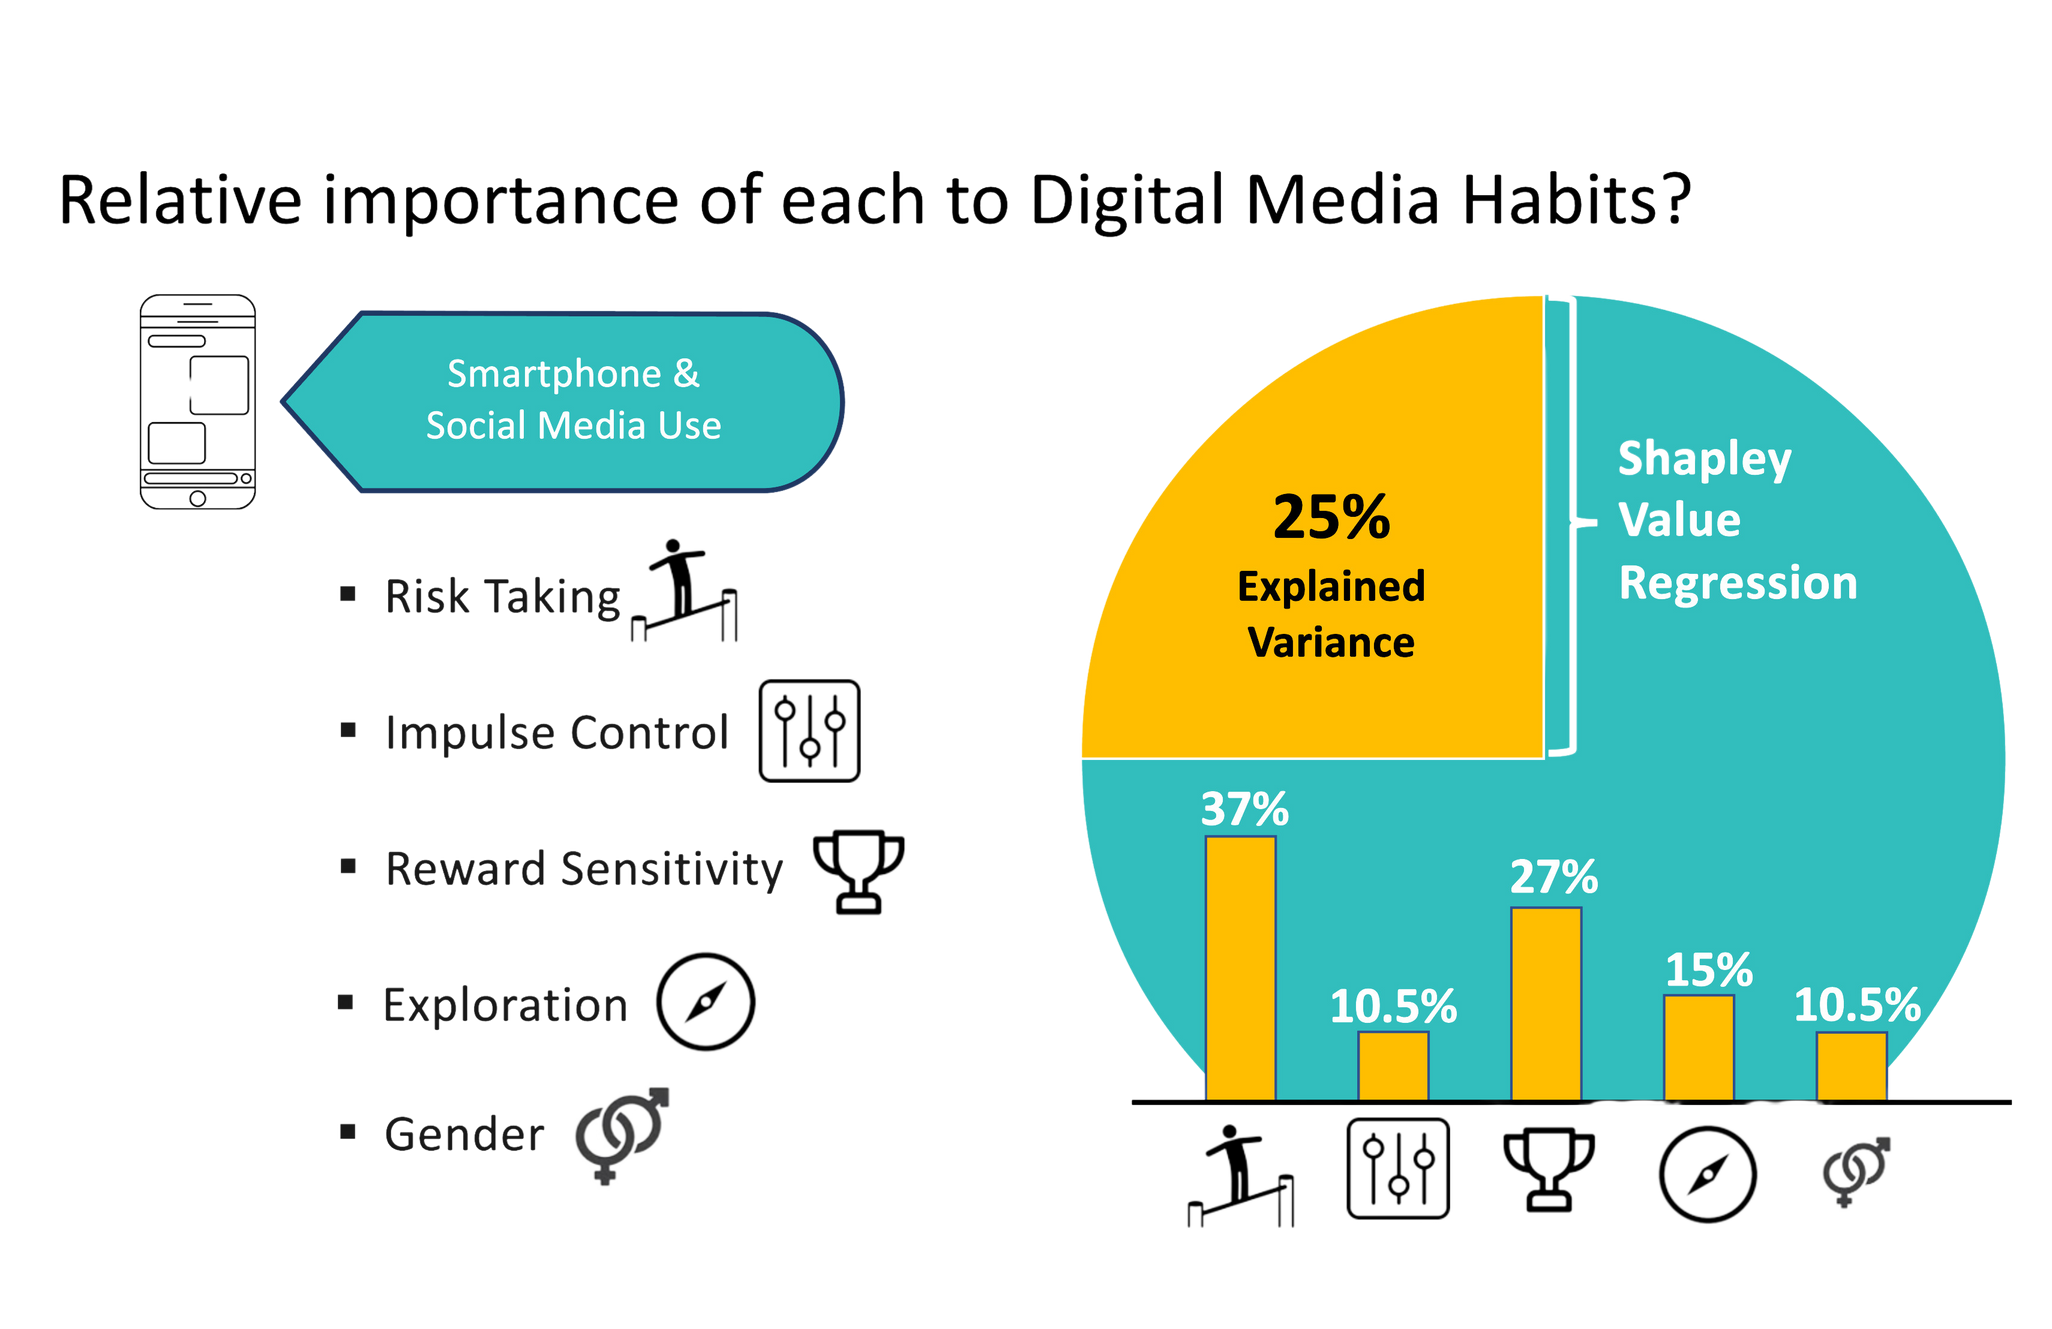 Relative importance of each to Digital Media Habits?
Smartphone &
Social Media Use
▪ Risk Taking
▪ Impulse Control
▪ Reward Sensitivity
▪ Exploration
▪ Gender
25%
Explained
Variance
Shapley
Value
Regression
37%
10.5%
27%
15%
10.5%